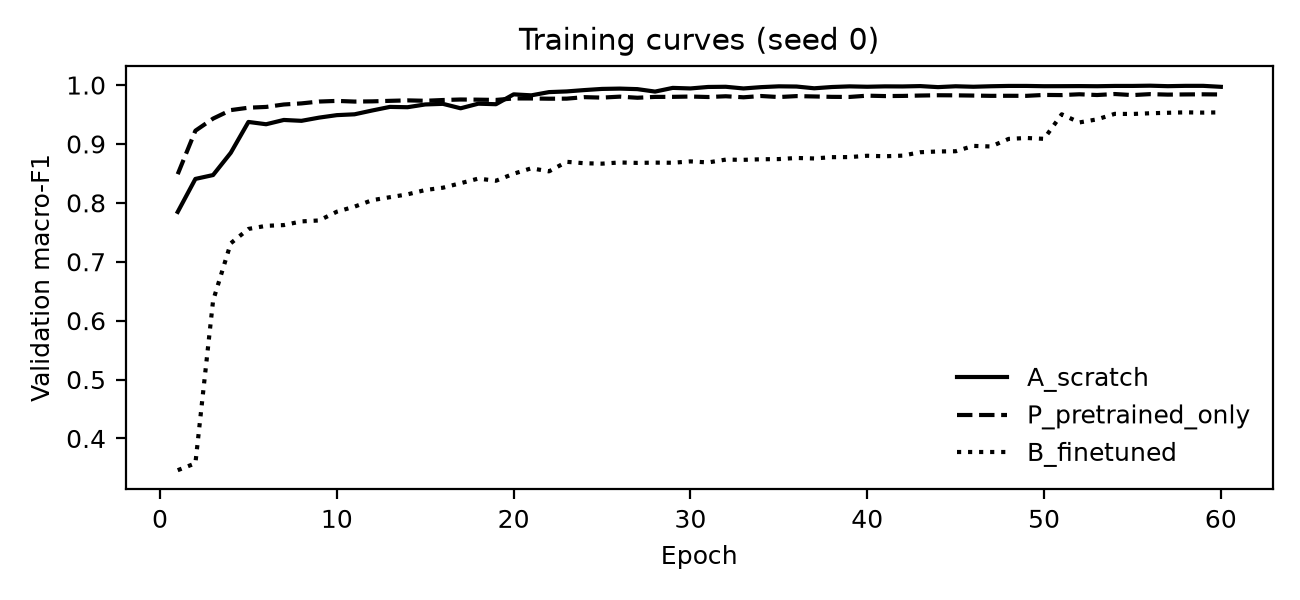 Training curves (seed 0)
Validation macro-F1
1.0
0.9
0.8
0.7
0.6
0.5
0.4
A_scratch
P_pretrained_only
B_finetuned
0 10 20 30 40 50 60
Epoch